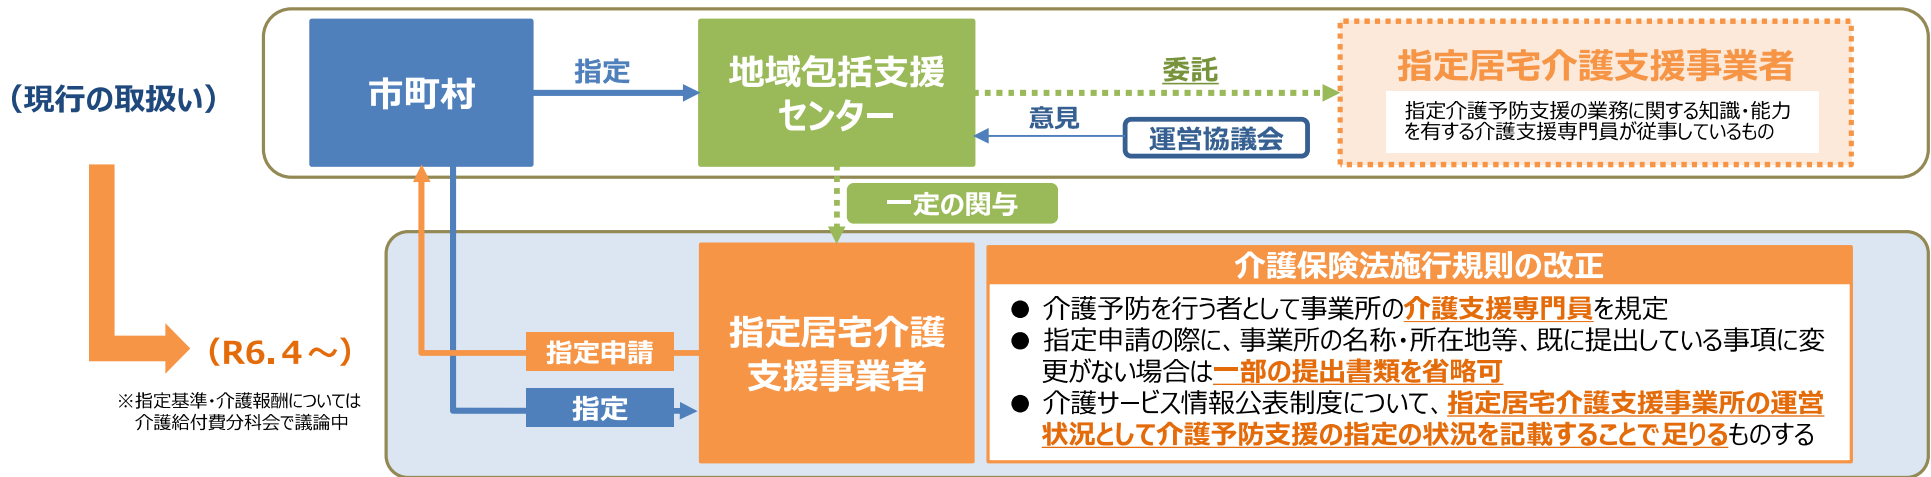 (現行の取扱い)
市町村
指定
地域包括支援
センター
委託
意見
運営協議会
指定居宅介護支援事業者
指定介護予防支援の業務に関する知識・能力
を有する介護支援専門員が従事しているもの
一定の関与
(R6.4～)
※指定基準・介護報酬については
介護給付費分科会で議論中
指定申請
指定
指定居宅介護
支援事業者
介護保険法施行規則の改正
● 介護予防を行う者として事業所の介護支援専門員を規定
● 指定申請の際に、事業所の名称・所在地等、既に提出している事項に変
更がない場合は一部の提出書類を省略可
● 介護サービス情報公表制度について、指定居宅介護支援事業所の運営
状況として介護予防支援の指定の状況を記載することで足りるものする